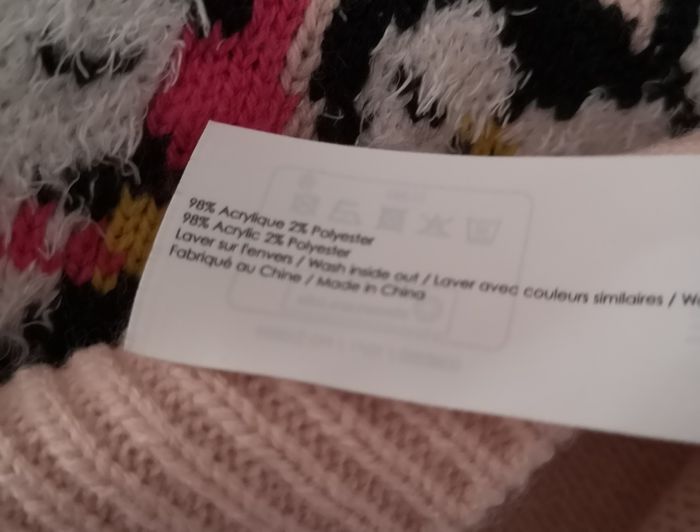 98% Acrylique 2% Polyester
98% Acrylic 2% Polyester
Laver sur l'envers / Wash inside out / Laver avec couleurs similaires /
Fabriqué au Chine / Made in China